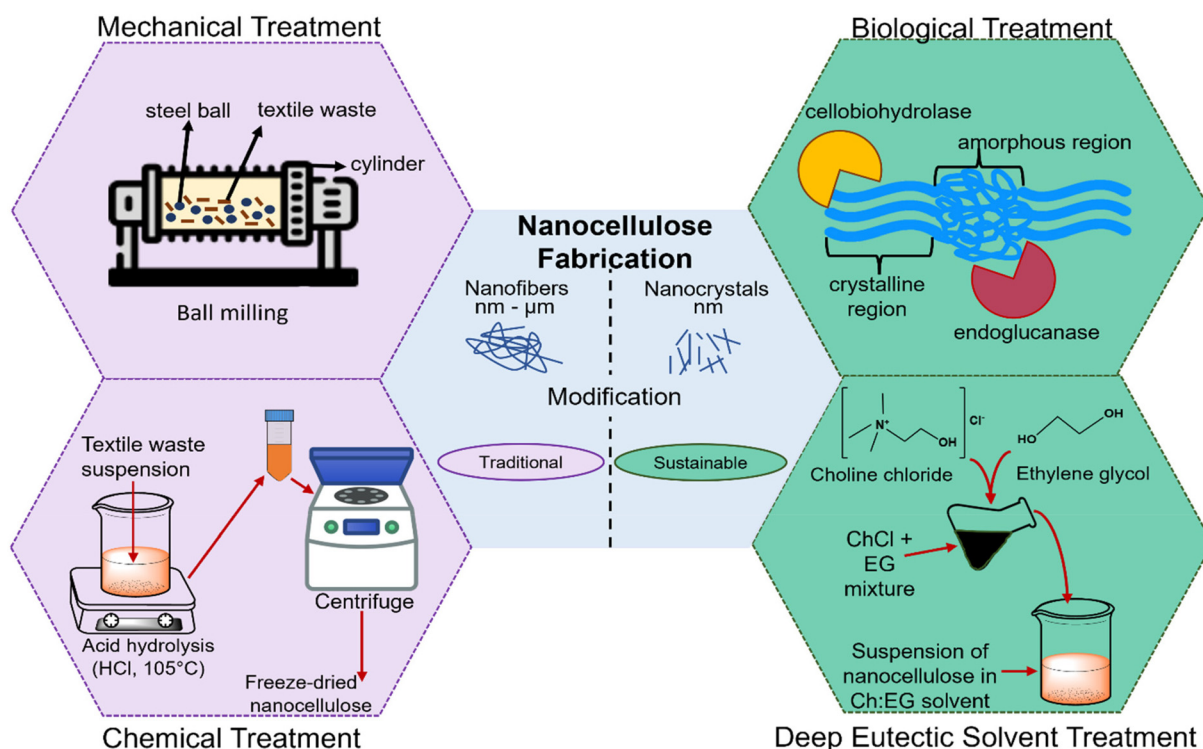 Mechanical Treatment
steel ball
textile waste
cylinder
Ball milling
Biological Treatment
cellobiohydrolase
amorphous region
crystalline
region
endoglucanase
Nanocellulose
Fabrication
Nanofibers
nm - µm
Nanocrystals
nm
Modification
Traditional
Sustainable
Textile waste
suspension
Acid hydrolysis
(HCl, 105°C)
Centrifuge
Freeze-dried
nanocellulose
Chemical Treatment
N⁺
OH
Cl⁻
Choline chloride
HO
OH
Ethylene glycol
ChCl +
EG
mixture
Suspension of
nanocellulose in
Ch:EG solvent
Deep Eutectic Solvent Treatment